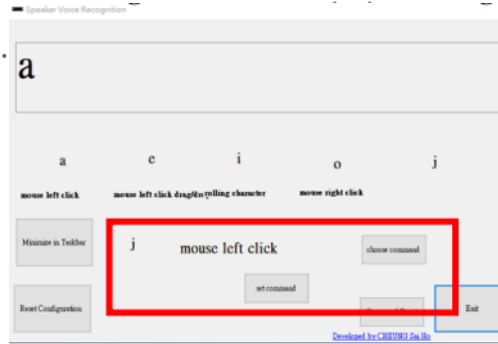 Speaker Voice Recognition
a
a e i o j
mouse left click mouse left click drag/dr rolling character mouse right click
Minimize in Taskbar
j mouse left click choose command
set command
Reset Configuration
Exit
Developed by CHEUNG Sai Ho